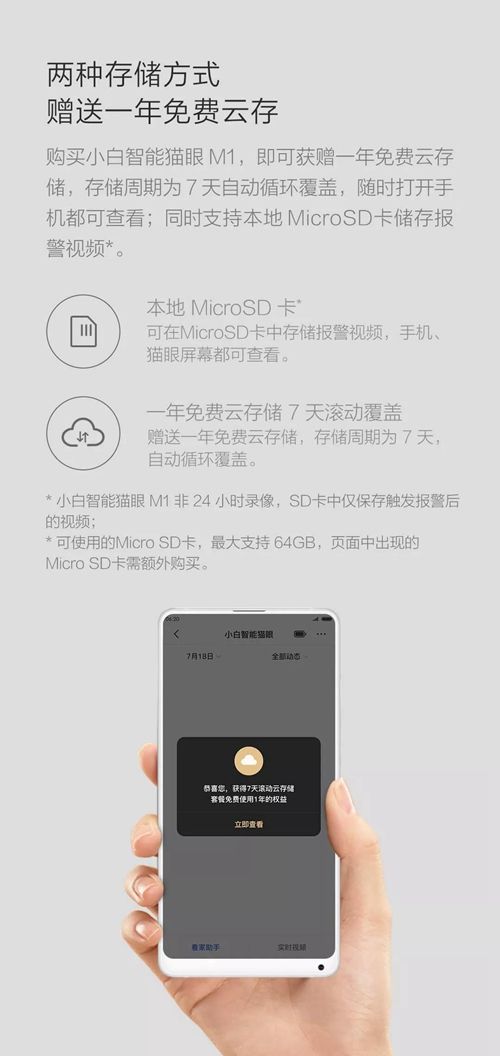 两种存储方式
赠送一年免费云存
购买小白智能猫眼 M1，即可获赠一年免费云存
储，存储周期为 7 天自动循环覆盖，随时打开手
机都可查看；同时支持本地 MicroSD卡储存报
警视频*。
本地 MicroSD 卡*
可在MicroSD卡中存储报警视频，手机、
猫眼屏幕都可查看。
一年免费云存储 7 天滚动覆盖
赠送一年免费云存储，存储周期为 7 天，
自动循环覆盖。
* 小白智能猫眼 M1 非 24 小时录像，SD卡中仅保存触发报警后
的视频；
* 可使用的Micro SD卡，最大支持 64GB，页面中出现的
Micro SD卡需额外购买。
06:20
小白智能猫眼
7月18日
全部动态
恭喜您，获得7天滚动云存储
套餐免费使用1年的权益
立即查看
看家助手
实时视频